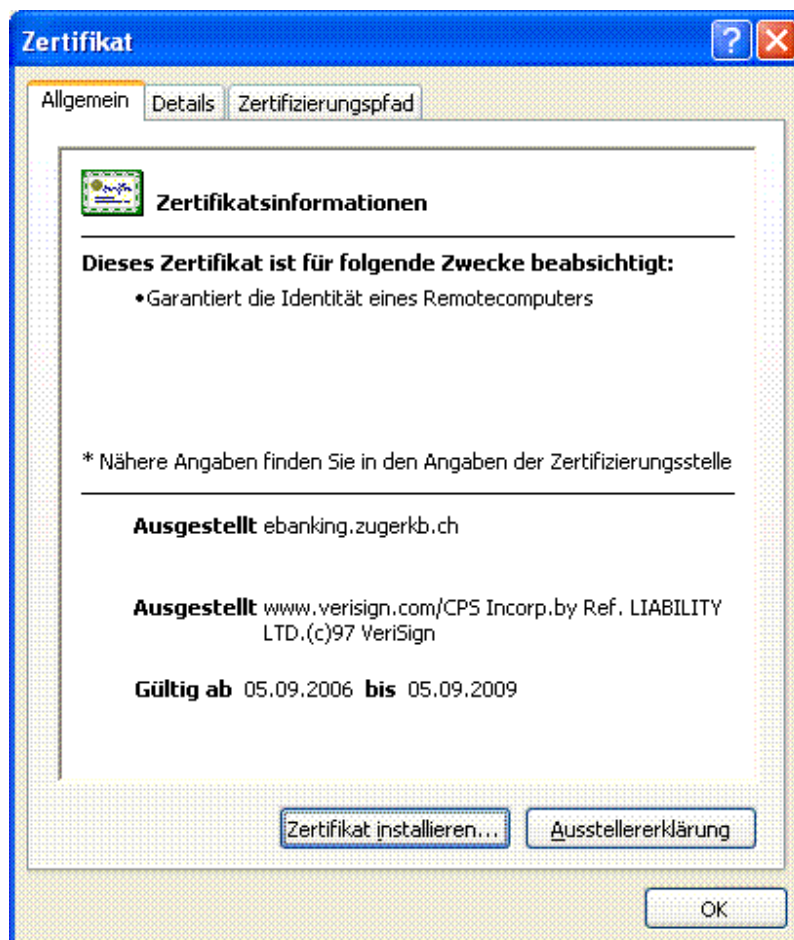 Zertifikat
Allgemein Details Zertifizierungspfad
Zertifikatsinformationen
Dieses Zertifikat ist für folgende Zwecke beabsichtigt:
•Garantiert die Identität eines Remotecomputers
* Nähere Angaben finden Sie in den Angaben der Zertifizierungsstelle
Ausgestellt ebanking.zugerkb.ch
Ausgestellt www.verisign.com/CPS Incorp.by Ref. LIABILITY
LTD.(c)97 VeriSign
Gültig ab 05.09.2006 bis 05.09.2009
Zertifikat installieren... Ausstellererklärung
OK